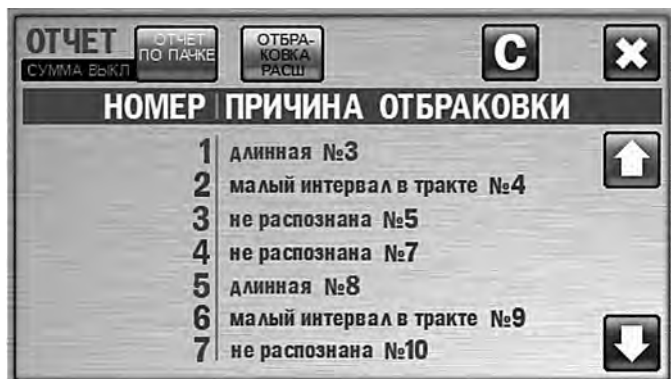 ОТЧЕТ
СУММА ВЫКЛ
ОТЧЕТ
ПО ПАЧКЕ
ОТБРА-
КОВКА
РАСШ
C
НОМЕР ПРИЧИНА ОТБРАКОВКИ
1 длинная №3
2 малый интервал в тракте №4
3 не распознана №5
4 не распознана №7
5 длинная №8
6 малый интервал в тракте №9
7 не распознана №10